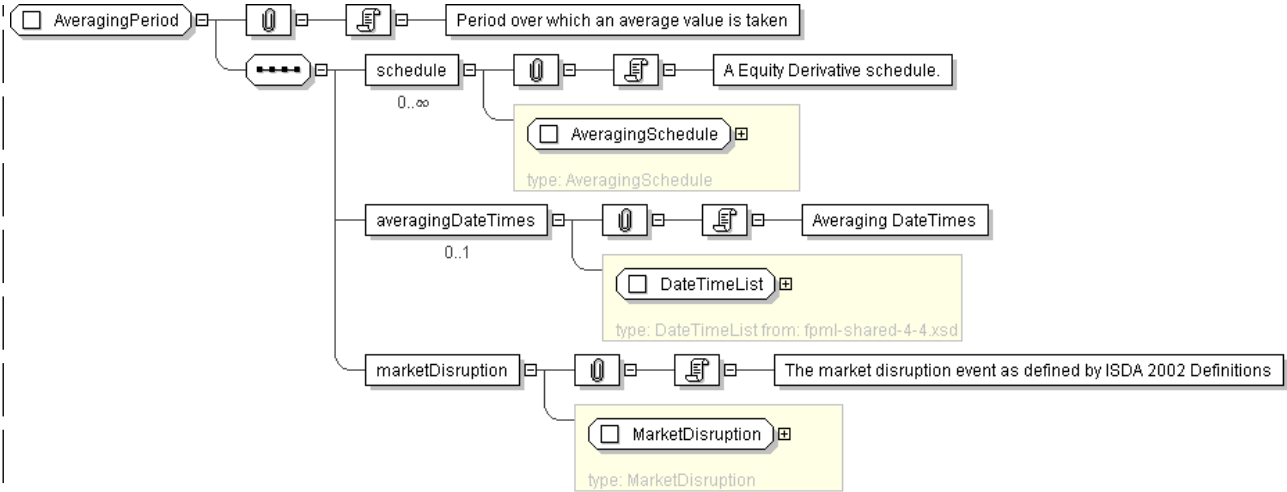 AveragingPeriod
Period over which an average value is taken
schedule
A Equity Derivative schedule.
0..∞
AveragingSchedule
type: AveragingSchedule
averagingDateTimes
Averaging DateTimes
0..1
DateTimeList
type: DateTimeList from: fpml-shared-4-4.xsd
marketDisruption
The market disruption event as defined by ISDA 2002 Definitions
MarketDisruption
type: MarketDisruption